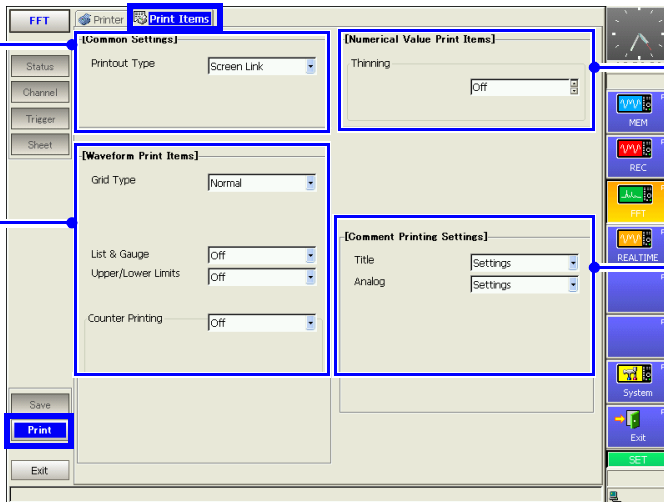 FFT
Printer
Print Items
Status
Channel
Trigger
Sheet
Save
Print
Exit
[Common Settings]
Printout Type
Screen Link
[Numerical Value Print Items]
Thinning
Off
[Waveform Print Items]
Grid Type
Normal
List & Gauge
Off
Upper/Lower Limits
Off
Counter Printing
Off
[Comment Printing Settings]
Title
Settings
Analog
Settings
MEM
REC
FFT
REALTIME
System
Exit
SET